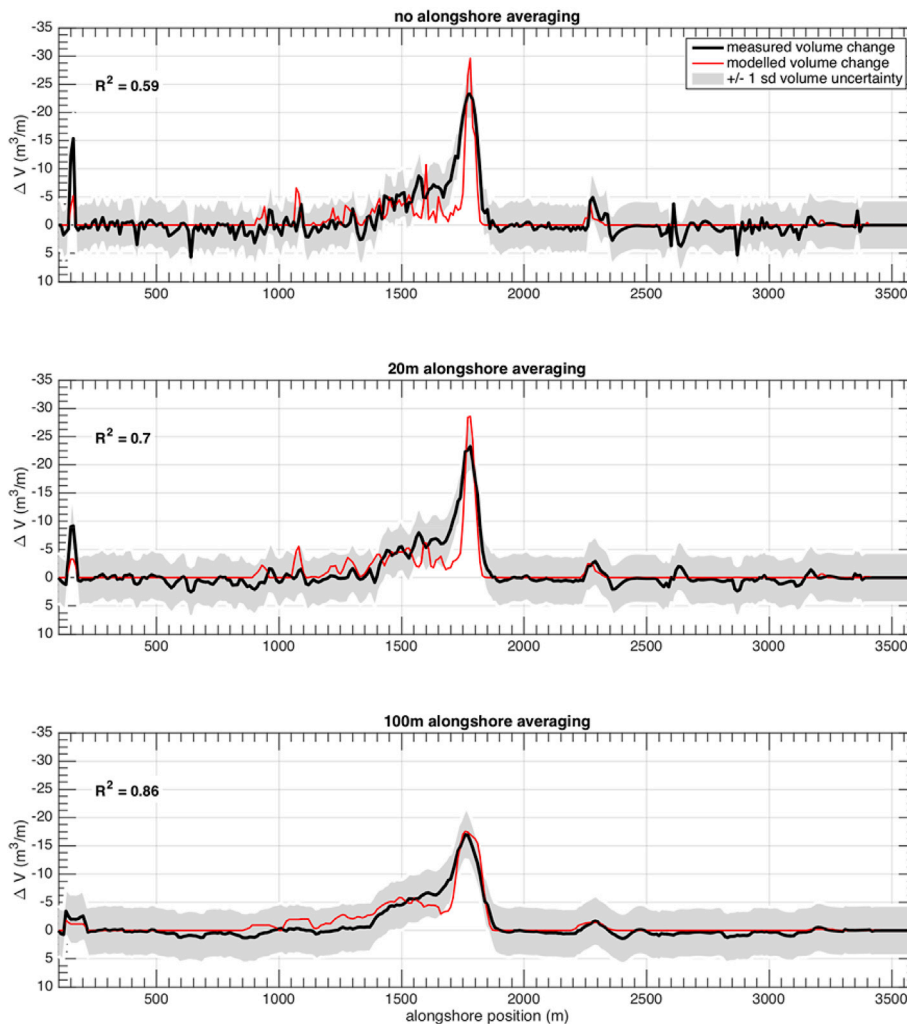 no alongshore averaging
-35
-30
-25
-20
-15
-10
-5
0
5
10
Δ V (m³/m)
R² = 0.59
measured volume change
modelled volume change
+/- 1 sd volume uncertainty
500 1000 1500 2000 2500 3000 3500
20m alongshore averaging
-35
-30
-25
-20
-15
-10
-5
0
5
10
Δ V (m³/m)
R² = 0.7
500 1000 1500 2000 2500 3000 3500
100m alongshore averaging
-35
-30
-25
-20
-15
-10
-5
0
5
10
Δ V (m³/m)
R² = 0.86
500 1000 1500 2000 2500 3000 3500
alongshore position (m)